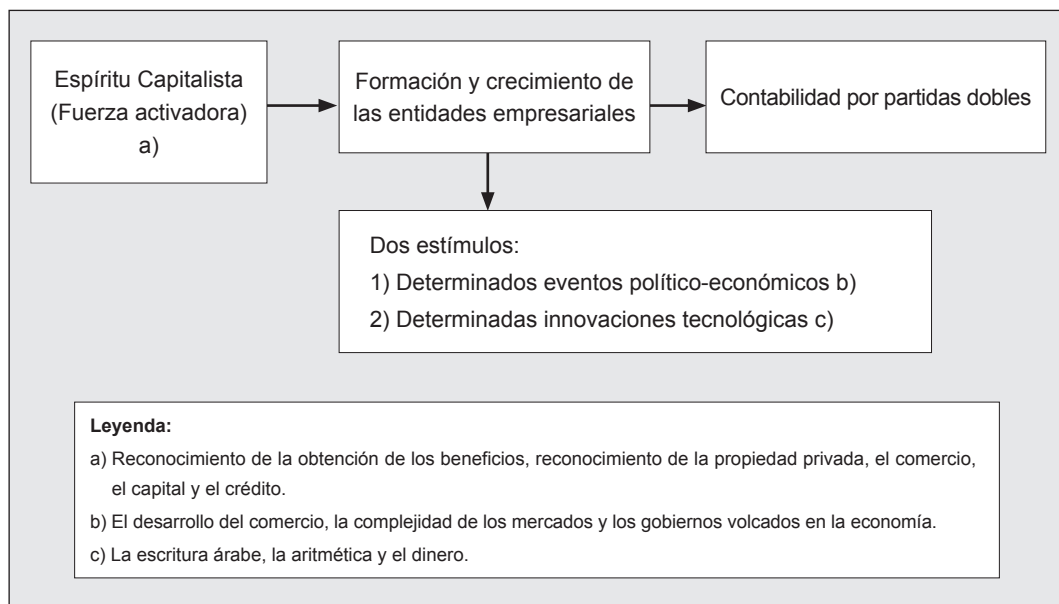 Espíritu Capitalista
(Fuerza activadora)
a)
Formación y crecimiento de
las entidades empresariales
Contabilidad por partidas dobles
Dos estímulos:
1) Determinados eventos político-económicos b)
2) Determinadas innovaciones tecnológicas c)
Leyenda:
a) Reconocimiento de la obtención de los beneficios, reconocimiento de la propiedad privada, el comercio,
el capital y el crédito.
b) El desarrollo del comercio, la complejidad de los mercados y los gobiernos volcados en la economía.
c) La escritura árabe, la aritmética y el dinero.